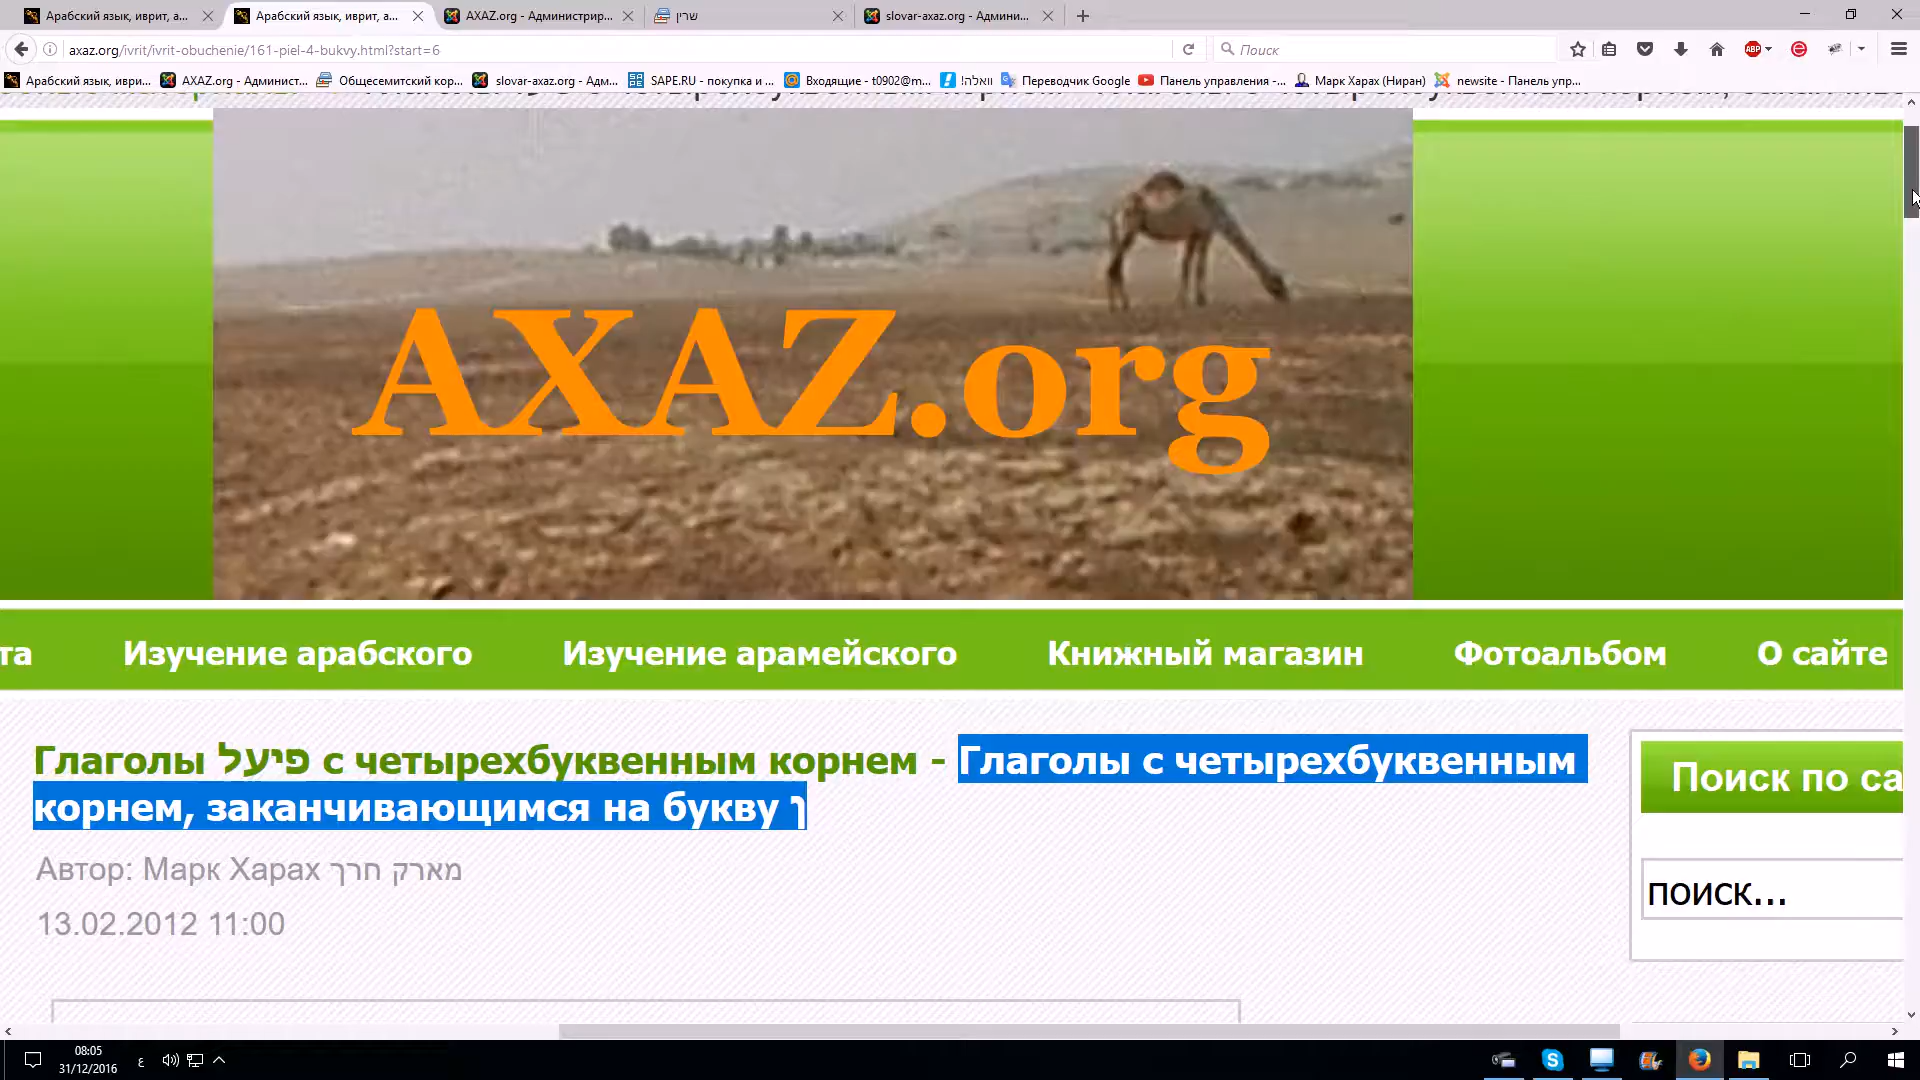 Арабский язык, иврит, а...
Арабский язык, иврит, а...
AXAZ.org - Администрир...
שרין
slovar-axaz.org - Админи...
axaz.org/ivrit/ivrit-obuchenie/161-piel-4-bukvy.html?start=6
Поиск
ABP
Арабский язык, иври...
AXAZ.org - Админист...
Общесемитский кор...
slovar-axaz.org - Адм...
SAPE.RU - покупка и ...
Входящие - t0902@m...
וואלה!
Переводчик Google
Панель управления -...
Марк Харах (Ниран)
newsite - Панель упр...
AXAZ.org
та
Изучение арабского
Изучение арамейского
Книжный магазин
Фотоальбом
О сайте
Глаголы פיעל с четырехбуквенным корнем - Глаголы с четырехбуквенным
корнем, заканчивающимся на букву ך
Поиск по са
Автор: Марк Харах מארק חרך
поиск...
13.02.2012 11:00
08:05
31/12/2016
ع